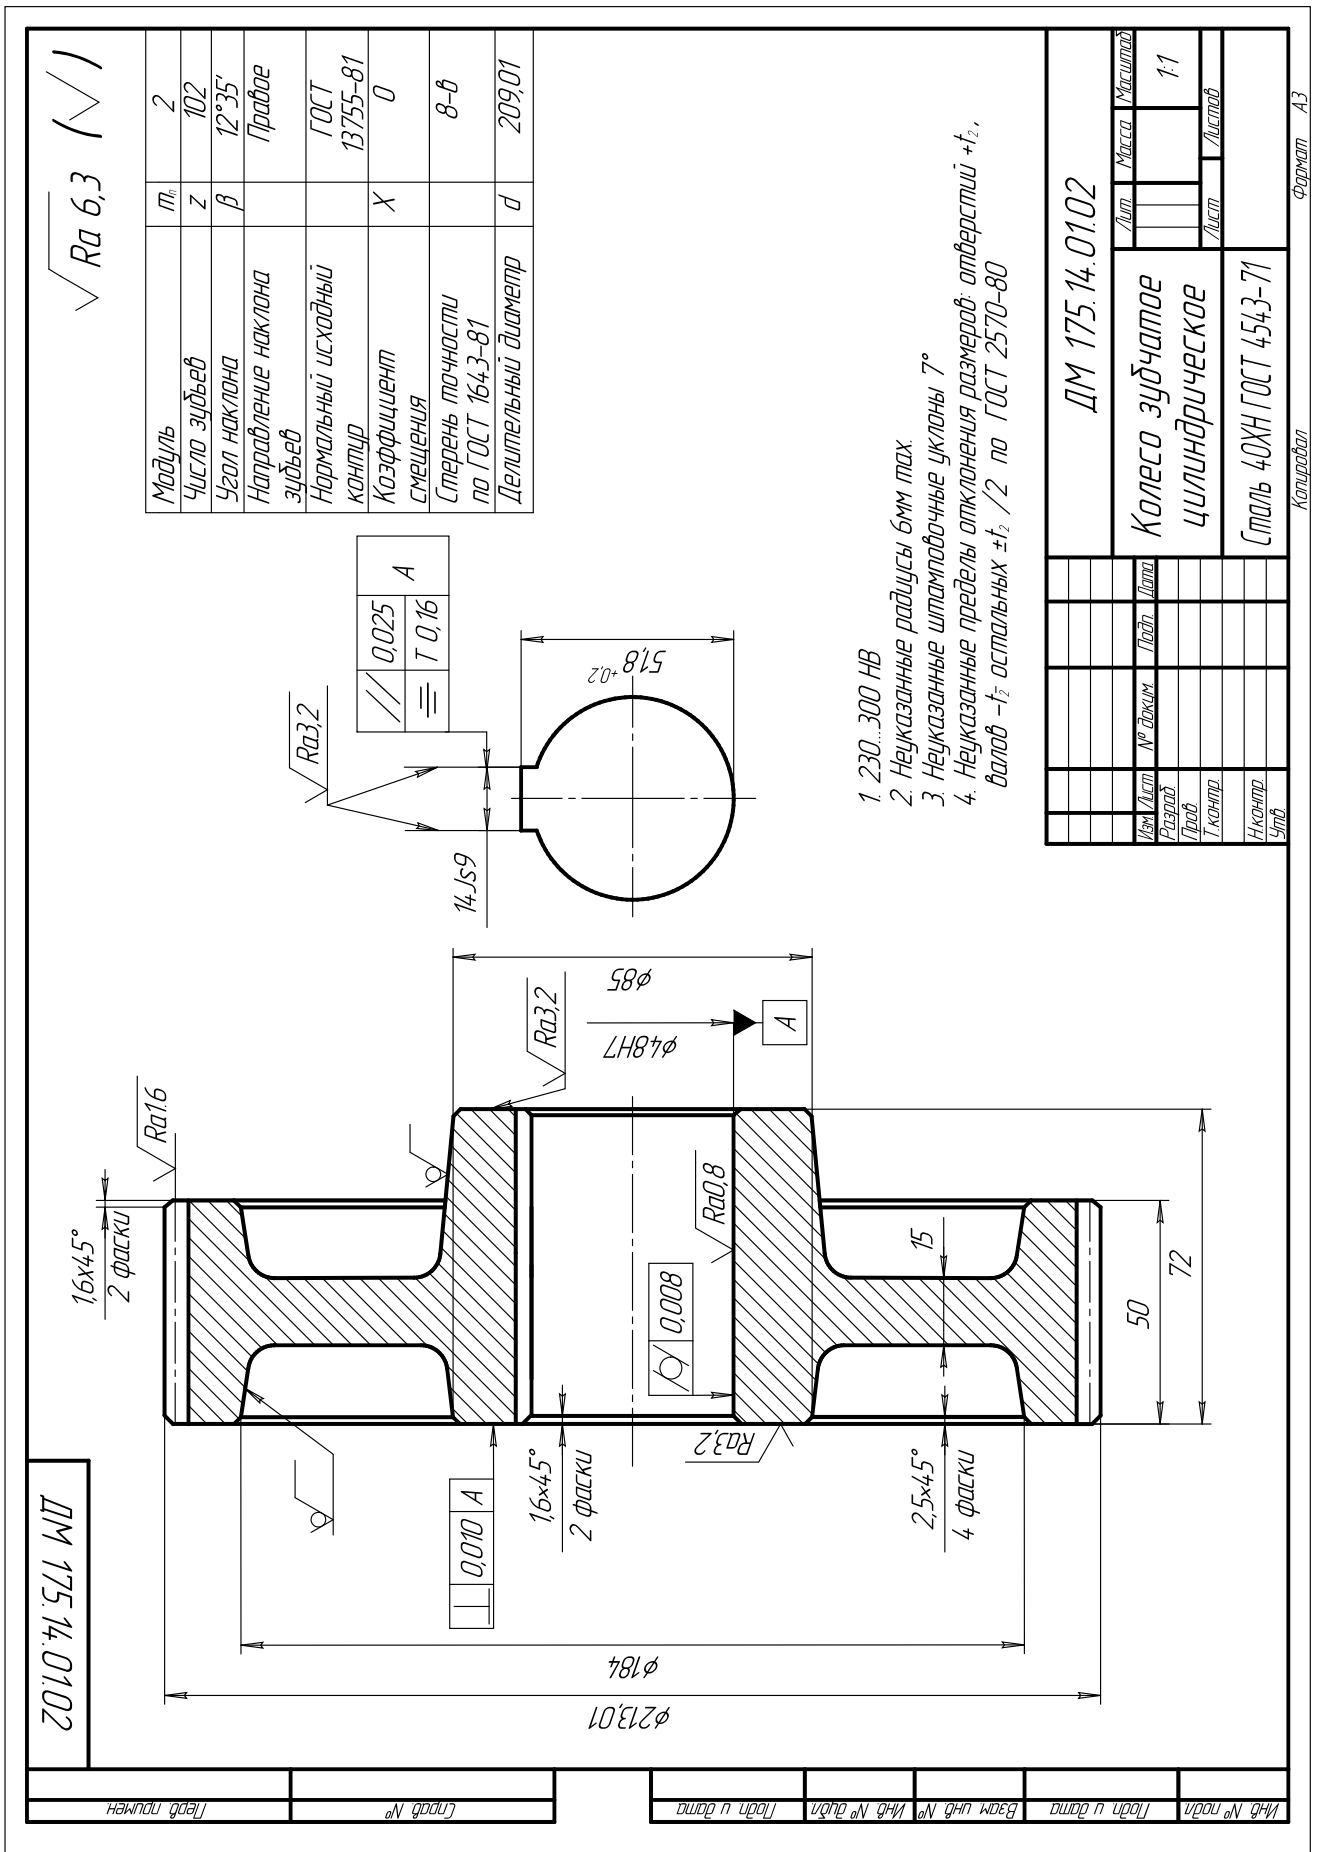 ДМ 175.14.01.02
√ Ra 6,3 (√)
Модуль mₙ 2
Число зубьев z 102
Угол наклона β 12°35'
Направление наклона Правое
зубьев
Нормальный исходный ГОСТ
контур 13755-81
Коэффициент X 0
смещения
Стерень точности 8-в
по ГОСТ 1643-81
Делительный диаметр d 209,01
1,6x45°
2 фаски
Ra1.6
Ra3,2
⌀85
⌀48H7
A
Ra0,8
0,008
15
50
72
⊥ 0,010 A
1,6x45°
2 фаски
Ra3,2
2,5x45°
4 фаски
⌀184
⌀213,01
Ra3,2
// 0,025 A
T 0,16
14Js9
51,8 +0,2
1. 230...300 HB
2. Неуказанные радиусы 6мм max.
3. Неуказанные штамповочные уклоны 7°
4. Неуказанные пределы отклонения размеров: отверстий +t₂,
валов -t₂, остальных ±t₂ /2 по ГОСТ 2570-80
ДМ 175.14.01.02
Колесо зубчатое
цилиндрическое
Сталь 40ХН ГОСТ 4543-71
Лит. Масса Масштаб
1:1
Лист Листов
Изм. Лист № докум. Подп. Дата
Разраб.
Пров.
Т.контр.
Н.контр.
Утв.
Копировал Формат A3
Перв. примен.
Справ. №
Подп. и дата
Инв. № дубл.
Взам. инв. №
Подп. и дата
Инв. № подл.